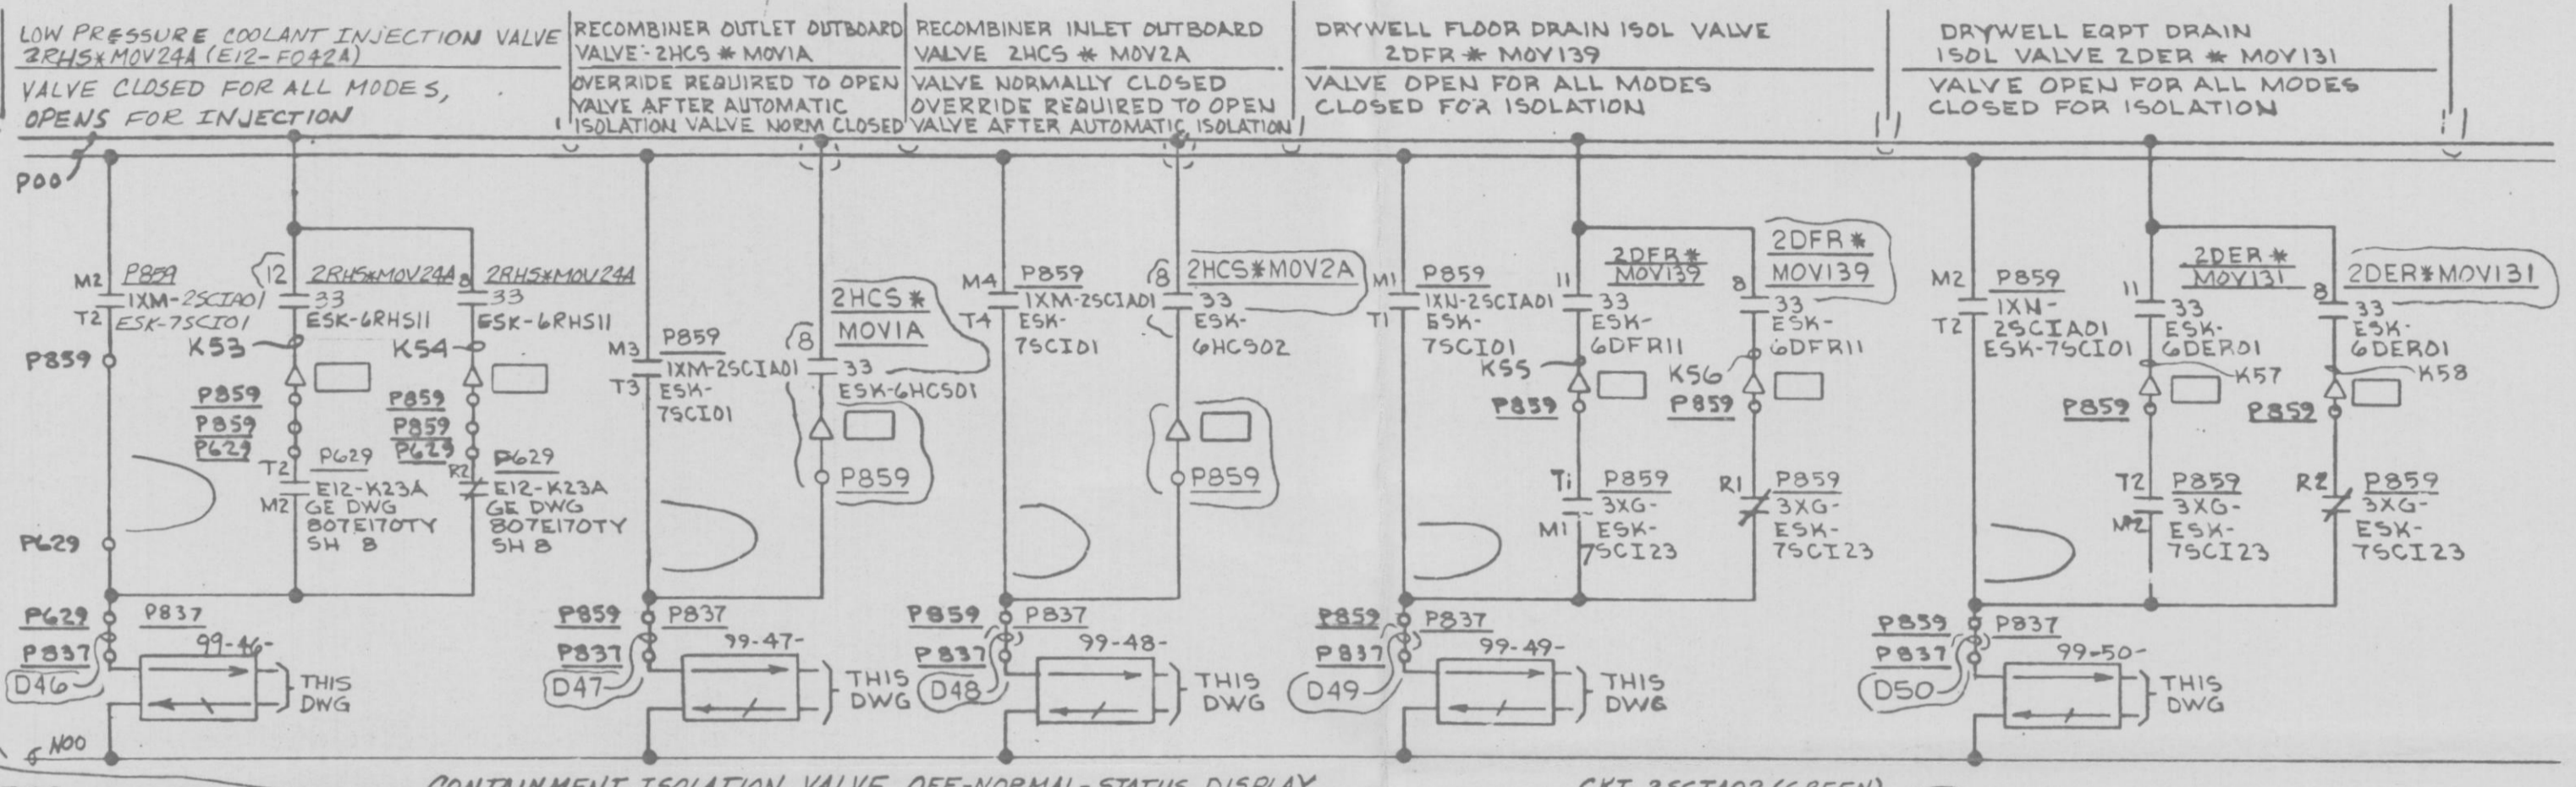 LOW PRESSURE COOLANT INJECTION VALVE
2RHS*MOV24A (E12-F042A)
VALVE CLOSED FOR ALL MODES,
OPENS FOR INJECTION
RECOMBINER OUTLET OUTBOARD
VALVE-2HCS * MOV1A
OVERRIDE REQUIRED TO OPEN
VALVE AFTER AUTOMATIC
ISOLATION VALVE NORM CLOSED
RECOMBINER INLET OUTBOARD
VALVE 2HCS * MOV2A
VALVE NORMALLY CLOSED
OVERRIDE REQUIRED TO OPEN
VALVE AFTER AUTOMATIC ISOLATION
DRYWELL FLOOR DRAIN ISOL VALVE
2DFR * MOV139
VALVE OPEN FOR ALL MODES
CLOSED FOR ISOLATION
DRYWELL EQPT DRAIN
ISOL VALVE 2DER * MOV131
VALVE OPEN FOR ALL MODES
CLOSED FOR ISOLATION
P00
M2 P859
1XM-2SCIA01
T2 ESK-7SCI01
P859
P629
12 2RHS*MOV24A
33
ESK-6RHS11
K53
P859
P859
P629
T2 P629
E12-K23A
M2 GE DWG
807E170TY
SH 8
8 2RHS*MOV24A
33
ESK-6RHS11
K54
P859
P859
P629
R2 P629
E12-K23A
GE DWG
807E170TY
SH 8
P629 P837
P837
99-46-
D46
THIS
DWG
M3 P859
1XM-2SCIA01
T3 ESK-
7SCI01
2HCS *
MOV1A
8
33
ESK-6HCS01
P859
P859 P837
P837
99-47-
D47
THIS
DWG
M4 P859
1XM-2SCIA01
T4 ESK-
7SCI01
8 2HCS*MOV2A
33
ESK-
6HCS02
P859
P859 P837
P837
99-48-
D48
THIS
DWG
M1 P859
1XN-2SCIA01
T1 ESK-
7SCI01
2DFR *
MOV139
11
33
ESK-
6DFR11
K55
P859
T1 P859
3XG-
M1 ESK-
7SCI23
2DFR *
MOV139
8
33
ESK-
6DFR11
K56
P859
R1 P859
3XG-
ESK-
7SCI23
P859 P837
P837
99-49-
D49
THIS
DWG
M2 P859
1XN-
T2 2SCIA01
ESK-7SCI01
2DER *
MOV131
11
33
ESK-
6DER01
K57
P859
T2 P859
3XG-
M2 ESK-
7SCI23
8 2DER*MOV131
33
ESK-
6DER01
K58
P859
R2 P859
3XG-
ESK-
7SCI23
P859 P837
P837
99-50-
D50
THIS
DWG
N00
CONTAINMENT ISOLATION VALVE OFF-NORMAL-STATUS DISPLAY